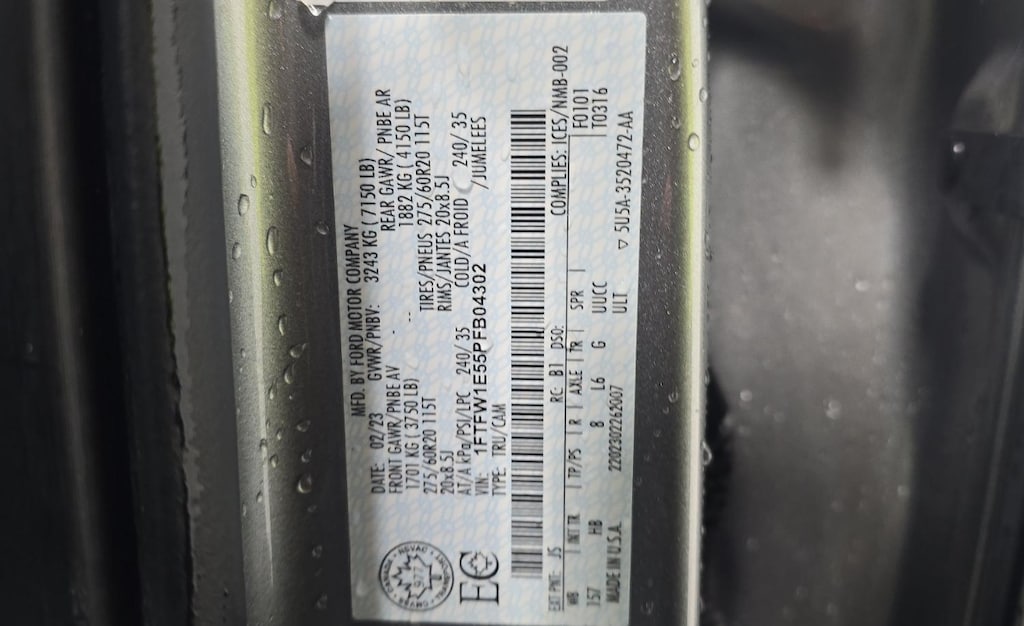 MFD. BY FORD MOTOR COMPANY
DATE: 02/23 GVWR/PNBV: 3243 KG (7150 LB)
FRONT GAWR/PNBE AV REAR GAWR/ PNBE AR
1701 KG (3750 LB) 1882 KG (4150 LB)
275/60R20 115T TIRES/PNEUS 275/60R20 115T
20x8.5J RIMS/JANTES 20x8.5J
AT/A kPa/PSI/LPC 240/ 35 COLD/A FROID 240/ 35
VIN: 1FTFW1E55PFB04302 /JUMELEES
TYPE: TRU/CAM
EXT PNT: JS RC: B1 DSO: COMPLIES: ICES/NMB-002
WB INT TR TP/PS R AXLE TR SPR F0101
157 HB 8 L6 G UUCC T0316
ULT
MADE IN U.S.A. 2202302262007 ▽ 5U5A-3520472-AA
977
EC